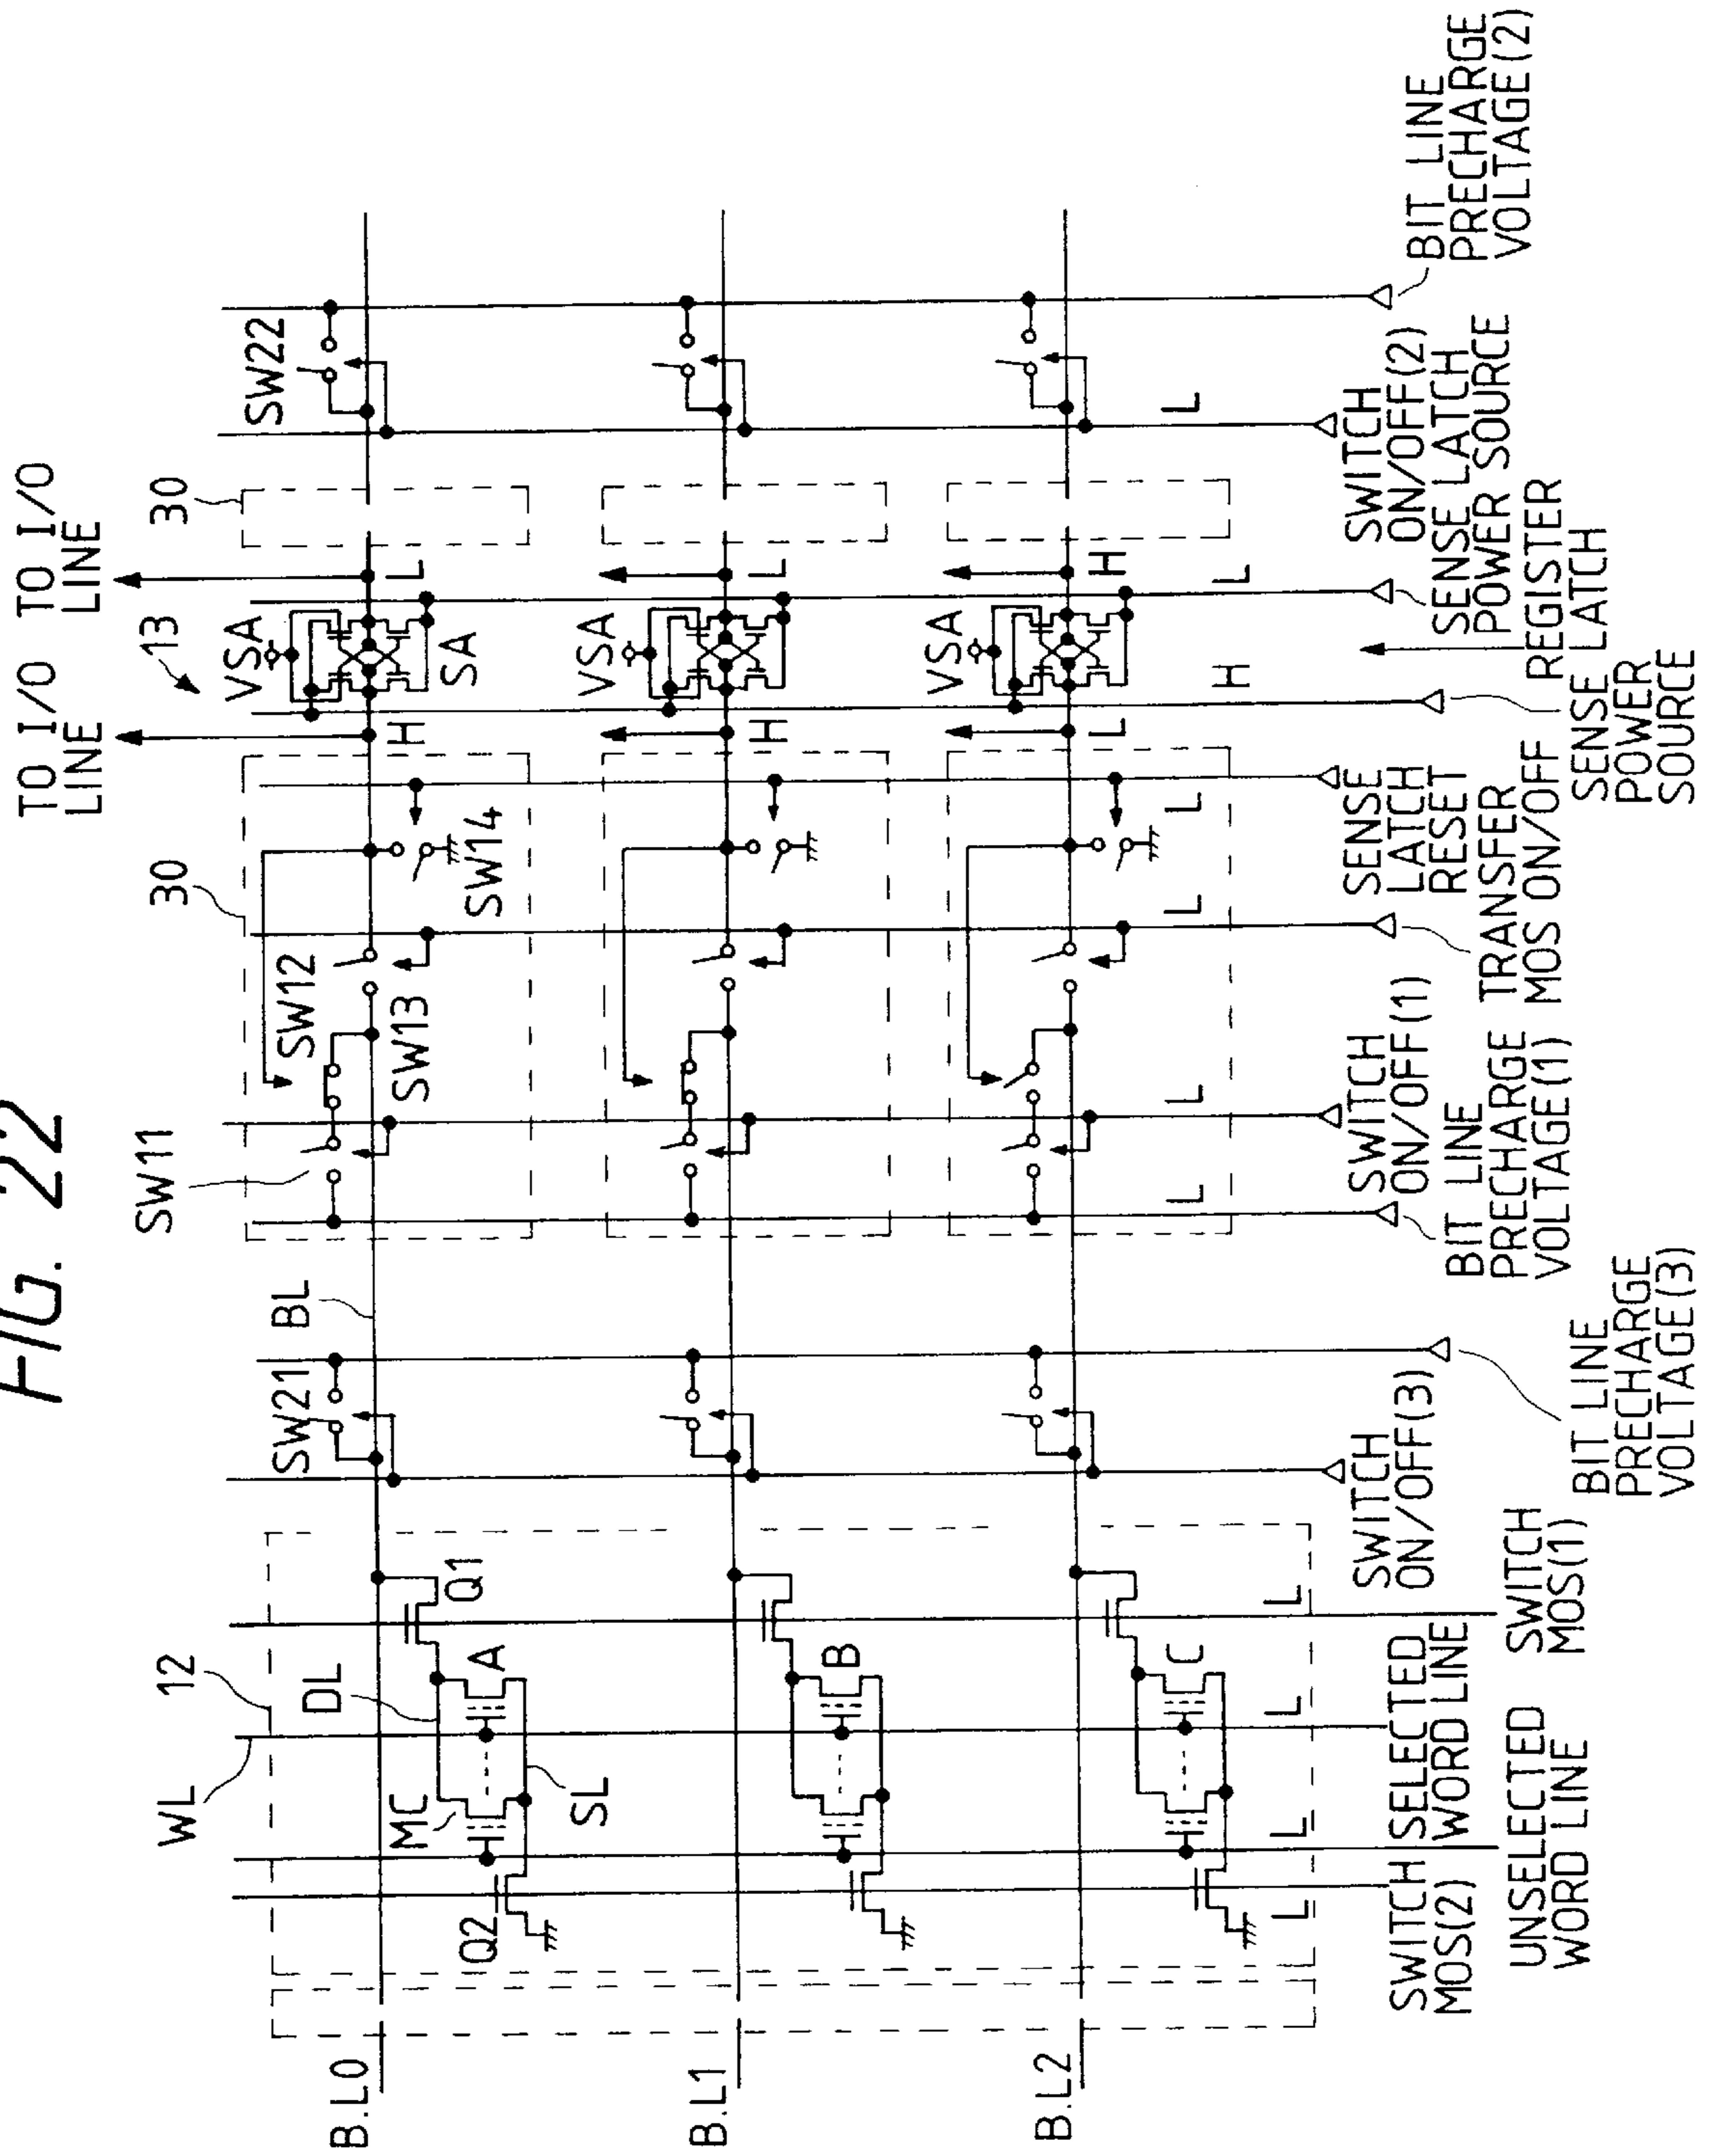 FIG. 22
TO I/O
LINE
TO I/O
LINE
13
30
30
SW11
12
WL
VSA
VSA
VSA
SA
SW22
SW12
SW13
SW14
BL
SW21
Q1
A
DL
MC
SL
Q2
B
C
H
L
H
L
L
H
H
L
L
L
L
L
L
L
L
L
L
B.L0
B.L1
B.L2
SWITCH
MOS(2)
UNSELECTED
WORD LINE
SELECTED
WORD LINE
SWITCH
MOS(1)
SWITCH
ON/OFF(3)
BIT LINE
PRECHARGE
VOLTAGE(3)
BIT LINE
PRECHARGE
VOLTAGE(1)
SWITCH
ON/OFF(1)
TRANSFER
MOS ON/OFF
SENSE
LATCH
RESET
SENSE LATCH
POWER
SOURCE
REGISTER
SENSE LATCH
POWER SOURCE
SWITCH
ON/OFF(2)
BIT LINE
PRECHARGE
VOLTAGE(2)